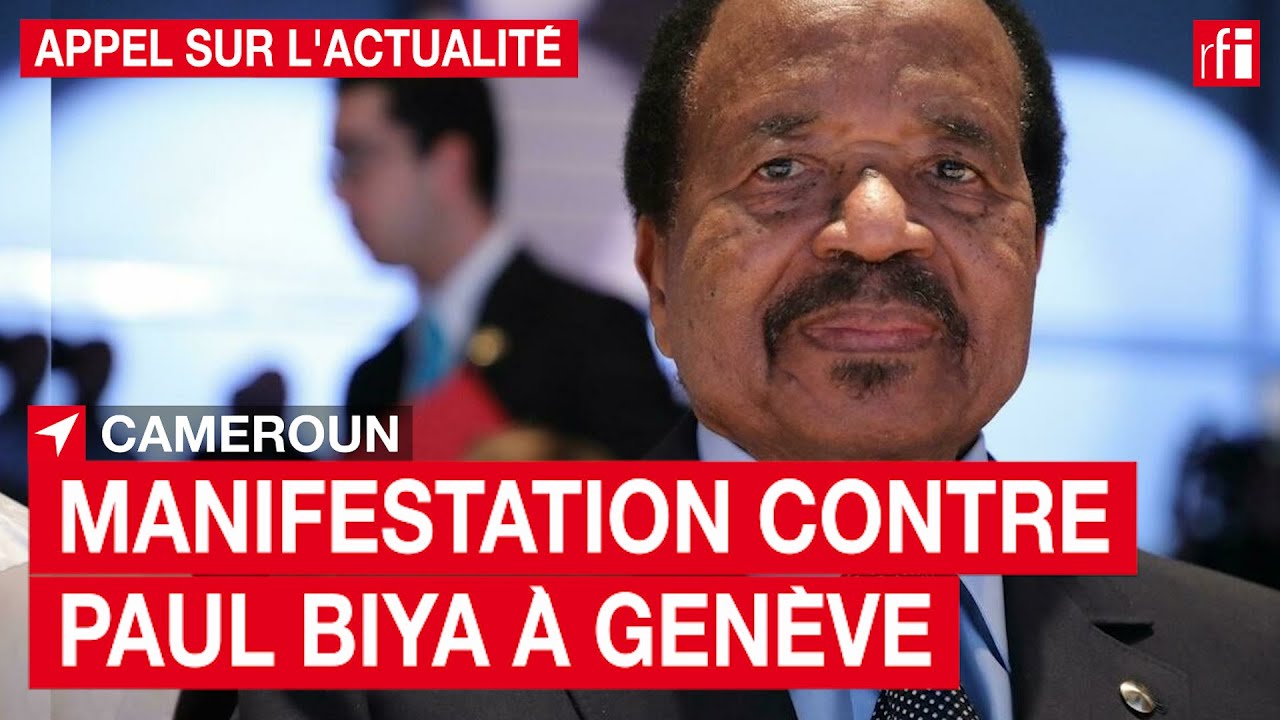 APPEL SUR L'ACTUALITÉ
rfi
CAMEROUN
MANIFESTATION CONTRE
PAUL BIYA À GENÈVE